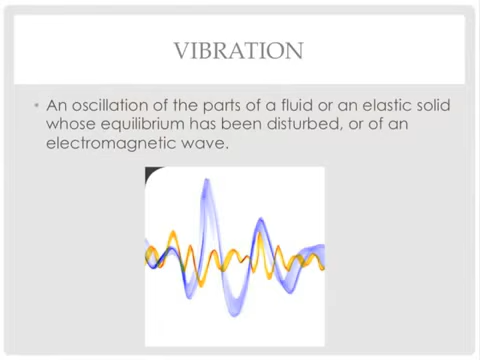 VIBRATION
• An oscillation of the parts of a fluid or an elastic solid
whose equilibrium has been disturbed, or of an
electromagnetic wave.